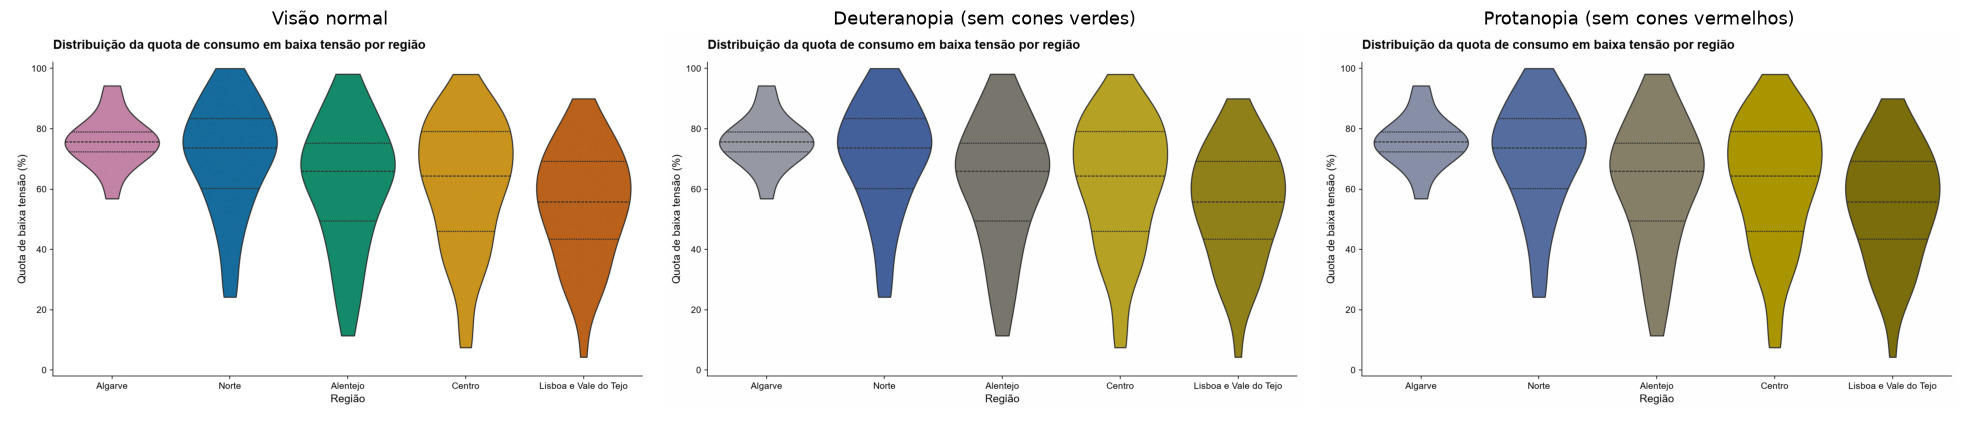 Visão normal
Distribuição da quota de consumo em baixa tensão por região
Quota de baixa tensão (%)
100
80
60
40
20
0
Algarve Norte Alentejo Centro Lisboa e Vale do Tejo
Região
Deuteranopia (sem cones verdes)
Distribuição da quota de consumo em baixa tensão por região
Quota de baixa tensão (%)
100
80
60
40
20
0
Algarve Norte Alentejo Centro Lisboa e Vale do Tejo
Região
Protanopia (sem cones vermelhos)
Distribuição da quota de consumo em baixa tensão por região
Quota de baixa tensão (%)
100
80
60
40
20
0
Algarve Norte Alentejo Centro Lisboa e Vale do Tejo
Região